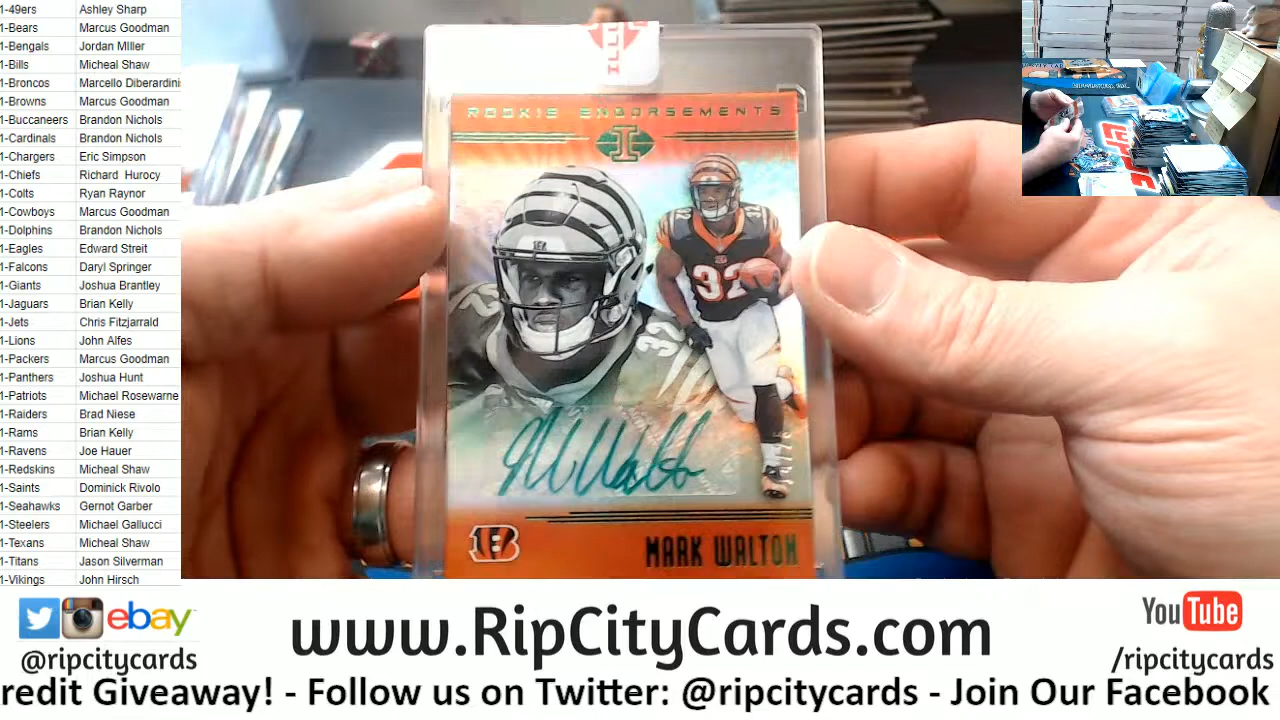 1-49ers Ashley Sharp
1-Bears Marcus Goodman
1-Bengals Jordan Miller
1-Bills Micheal Shaw
1-Broncos Marcello Diberardinis
1-Browns Marcus Goodman
1-Buccaneers Brandon Nichols
1-Cardinals Brandon Nichols
1-Chargers Eric Simpson
1-Chiefs Richard Hurocy
1-Colts Ryan Raynor
1-Cowboys Marcus Goodman
1-Dolphins Brandon Nichols
1-Eagles Edward Streit
1-Falcons Daryl Springer
1-Giants Joshua Brantley
1-Jaguars Brian Kelly
1-Jets Chris Fitzjarrald
1-Lions John Alfes
1-Packers Marcus Goodman
1-Panthers Joshua Hunt
1-Patriots Michael Rosewarne
1-Raiders Brad Niese
1-Rams Brian Kelly
1-Ravens Joe Hauer
1-Redskins Micheal Shaw
1-Saints Dominick Rivolo
1-Seahawks Gernot Garber
1-Steelers Michael Gallucci
1-Texans Micheal Shaw
1-Titans Jason Silverman
1-Vikings John Hirsch
ROOKIE ENDORSEMENTS
I
32
32
32
B
MARK WALTON
ebay
@ripcitycards
www.RipCityCards.com
YouTube
/ripcitycards
redit Giveaway! - Follow us on Twitter: @ripcitycards - Join Our Facebook